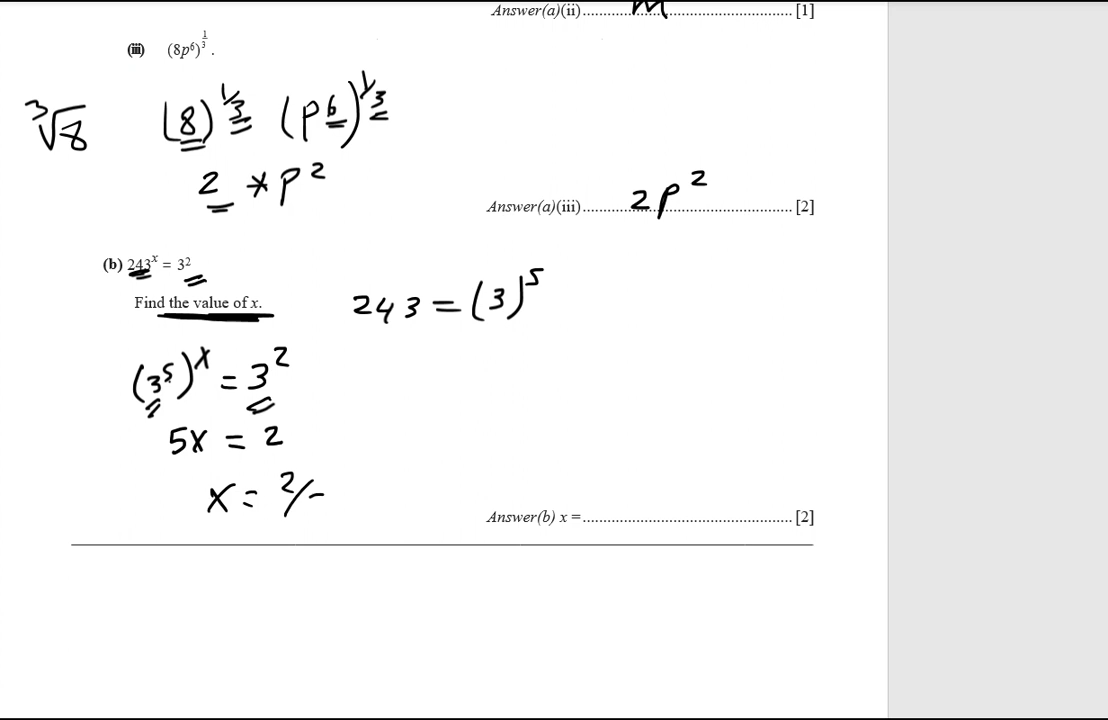 Answer(a)(ii) m [1]
(iii) (8p⁶)^(1/3) .
∛8 (8)^(1/3) (p⁶)^(1/3)
2 * p²
Answer(a)(iii) 2p² [2]
(b) 243ˣ = 3²
Find the value of x.
243 = (3)⁵
(3⁵)ˣ = 3²
5x = 2
x = 2/
Answer(b) x = [2]